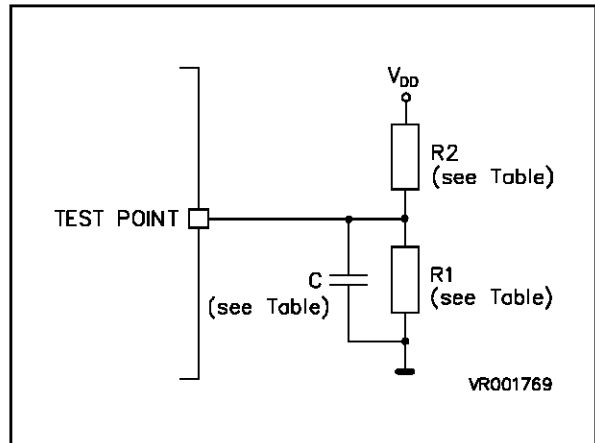 VDD
R2
(see Table)
TEST POINT
C
(see Table)
R1
(see Table)
VR001769